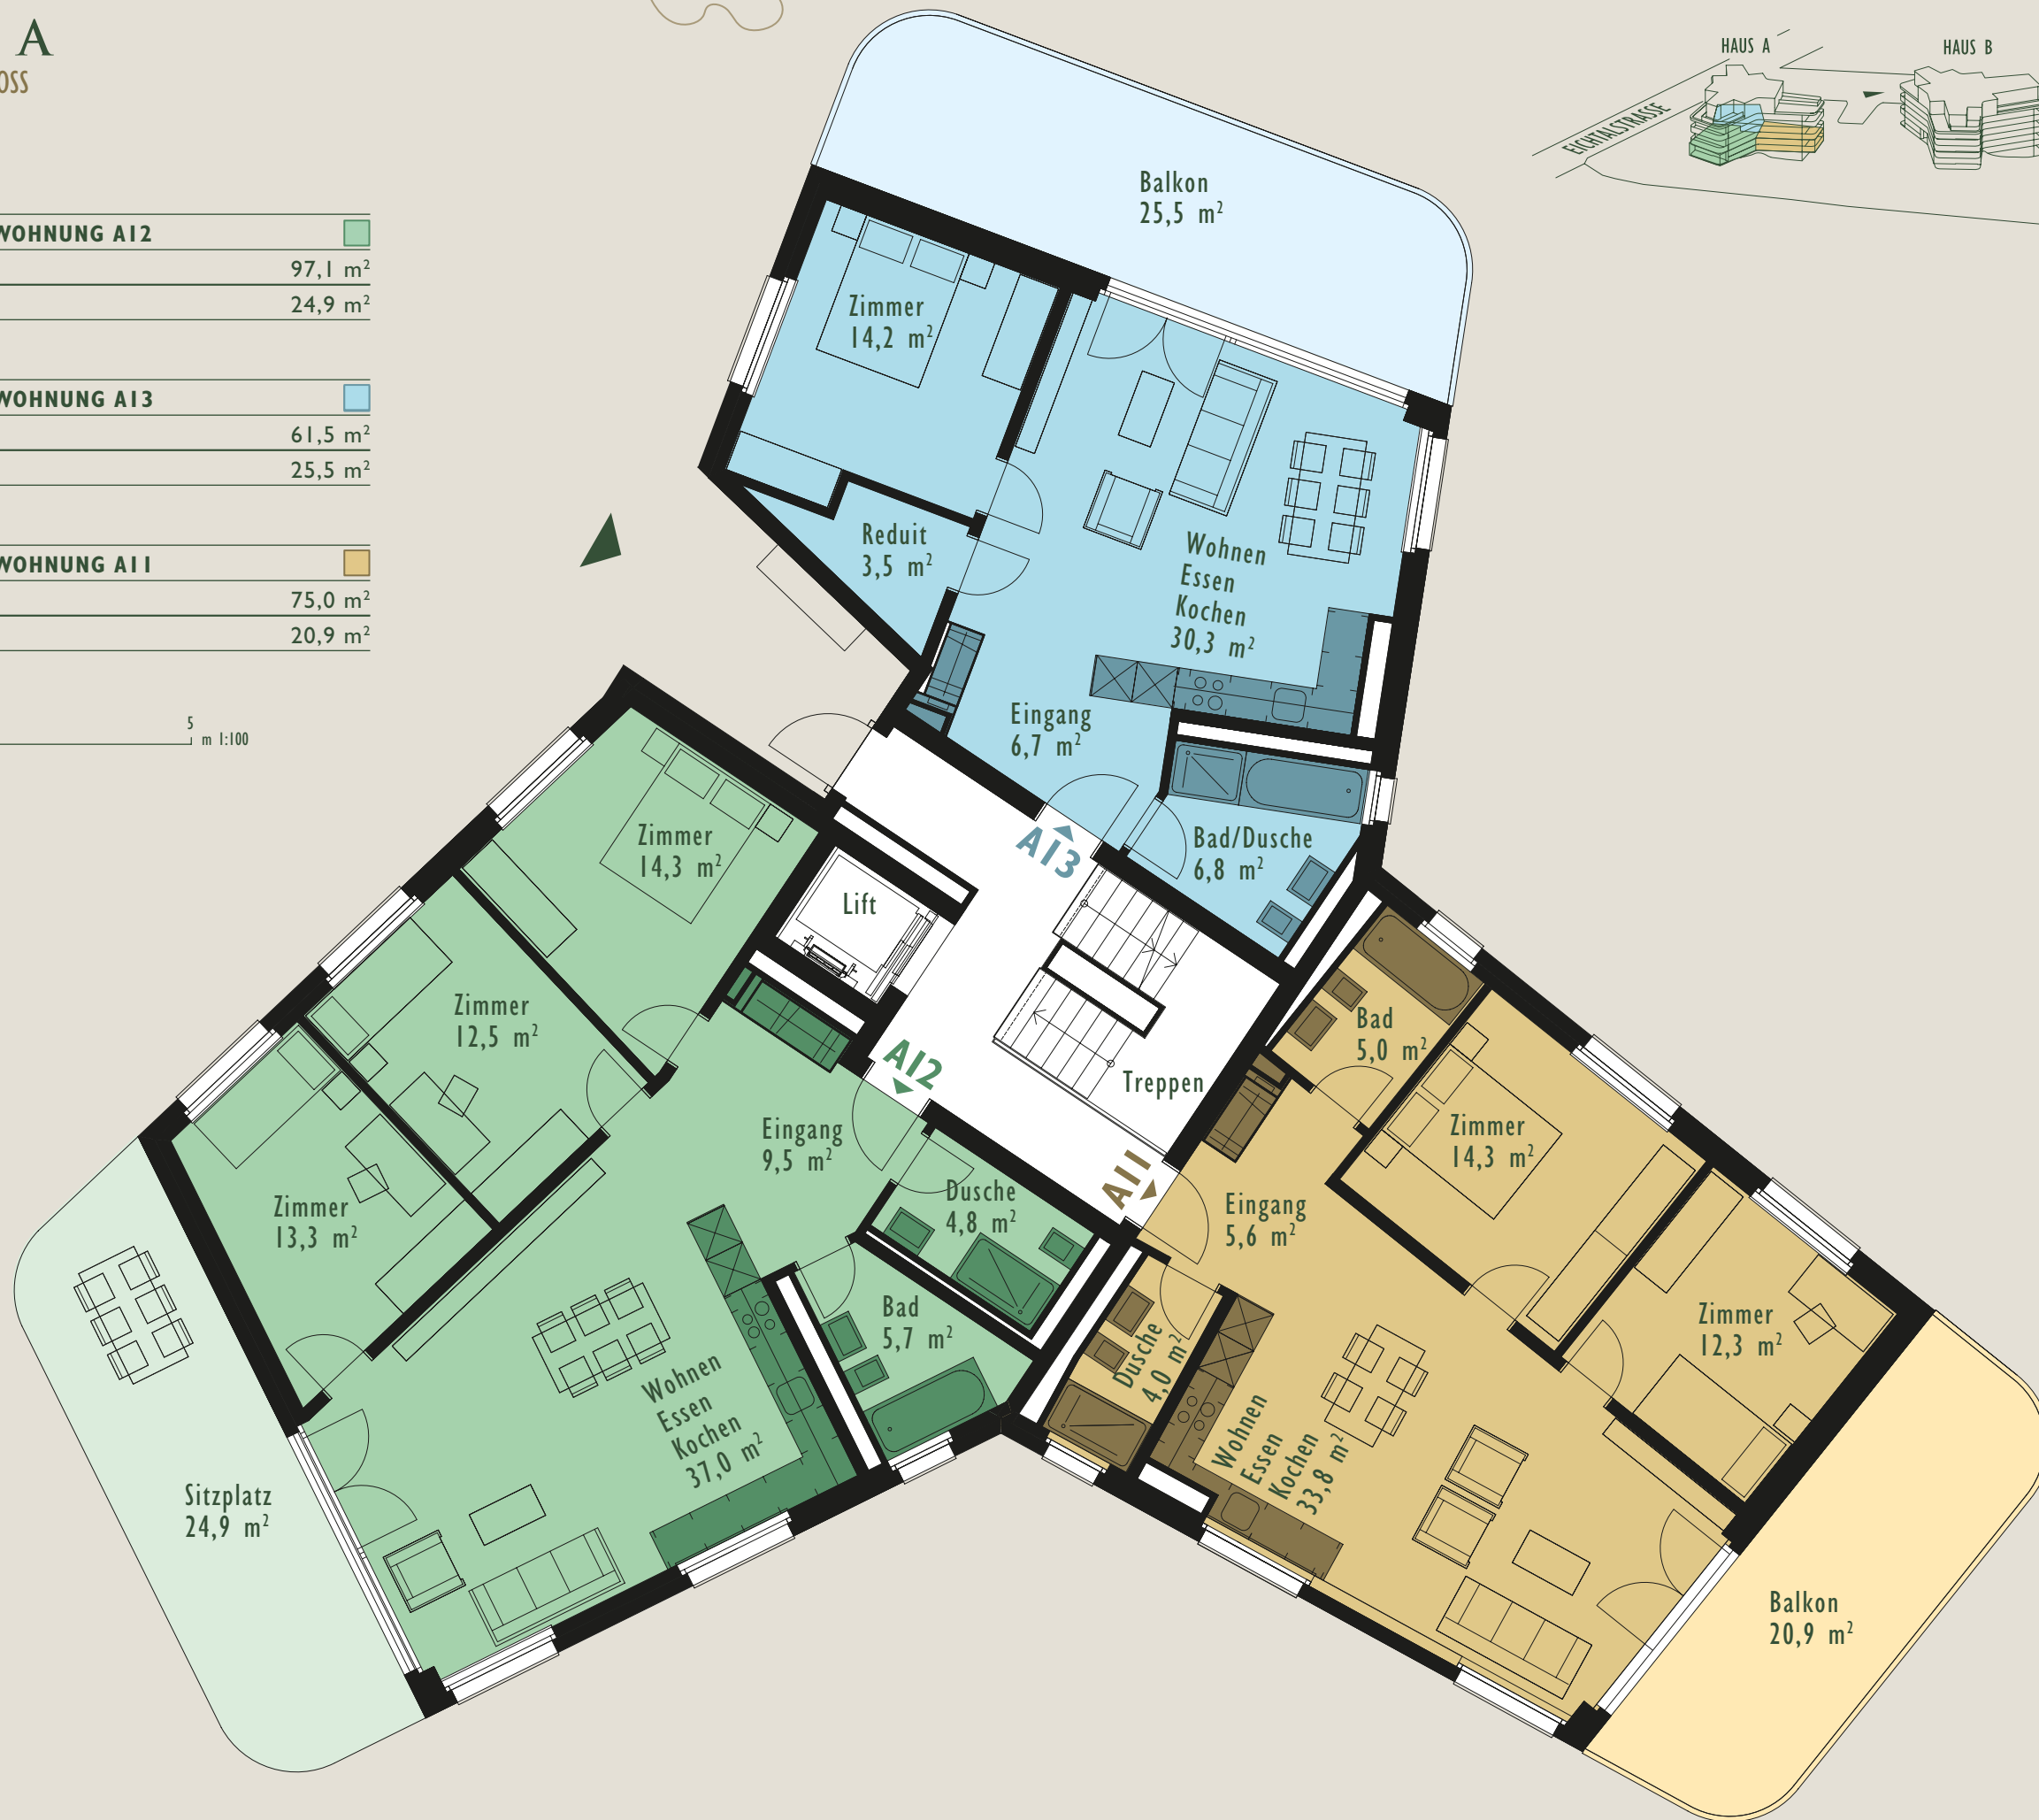 A
OSS
WOHNUNG A12
97,1 m²
24,9 m²
WOHNUNG A13
61,5 m²
25,5 m²
WOHNUNG A11
75,0 m²
20,9 m²
5
m 1:100
HAUS A
HAUS B
EICHTALSTRASSE
Balkon
25,5 m²
Zimmer
14,2 m²
Reduit
3,5 m²
Wohnen
Essen
Kochen
30,3 m²
Eingang
6,7 m²
A13
Bad/Dusche
6,8 m²
Zimmer
14,3 m²
Lift
Zimmer
12,5 m²
A12
Treppen
Eingang
9,5 m²
Zimmer
13,3 m²
Dusche
4,8 m²
Bad
5,7 m²
Wohnen
Essen
Kochen
37,0 m²
Sitzplatz
24,9 m²
Bad
5,0 m²
Zimmer
14,3 m²
A11
Eingang
5,6 m²
Zimmer
12,3 m²
Dusche
4,0 m²
Wohnen
Essen
Kochen
33,8 m²
Balkon
20,9 m²